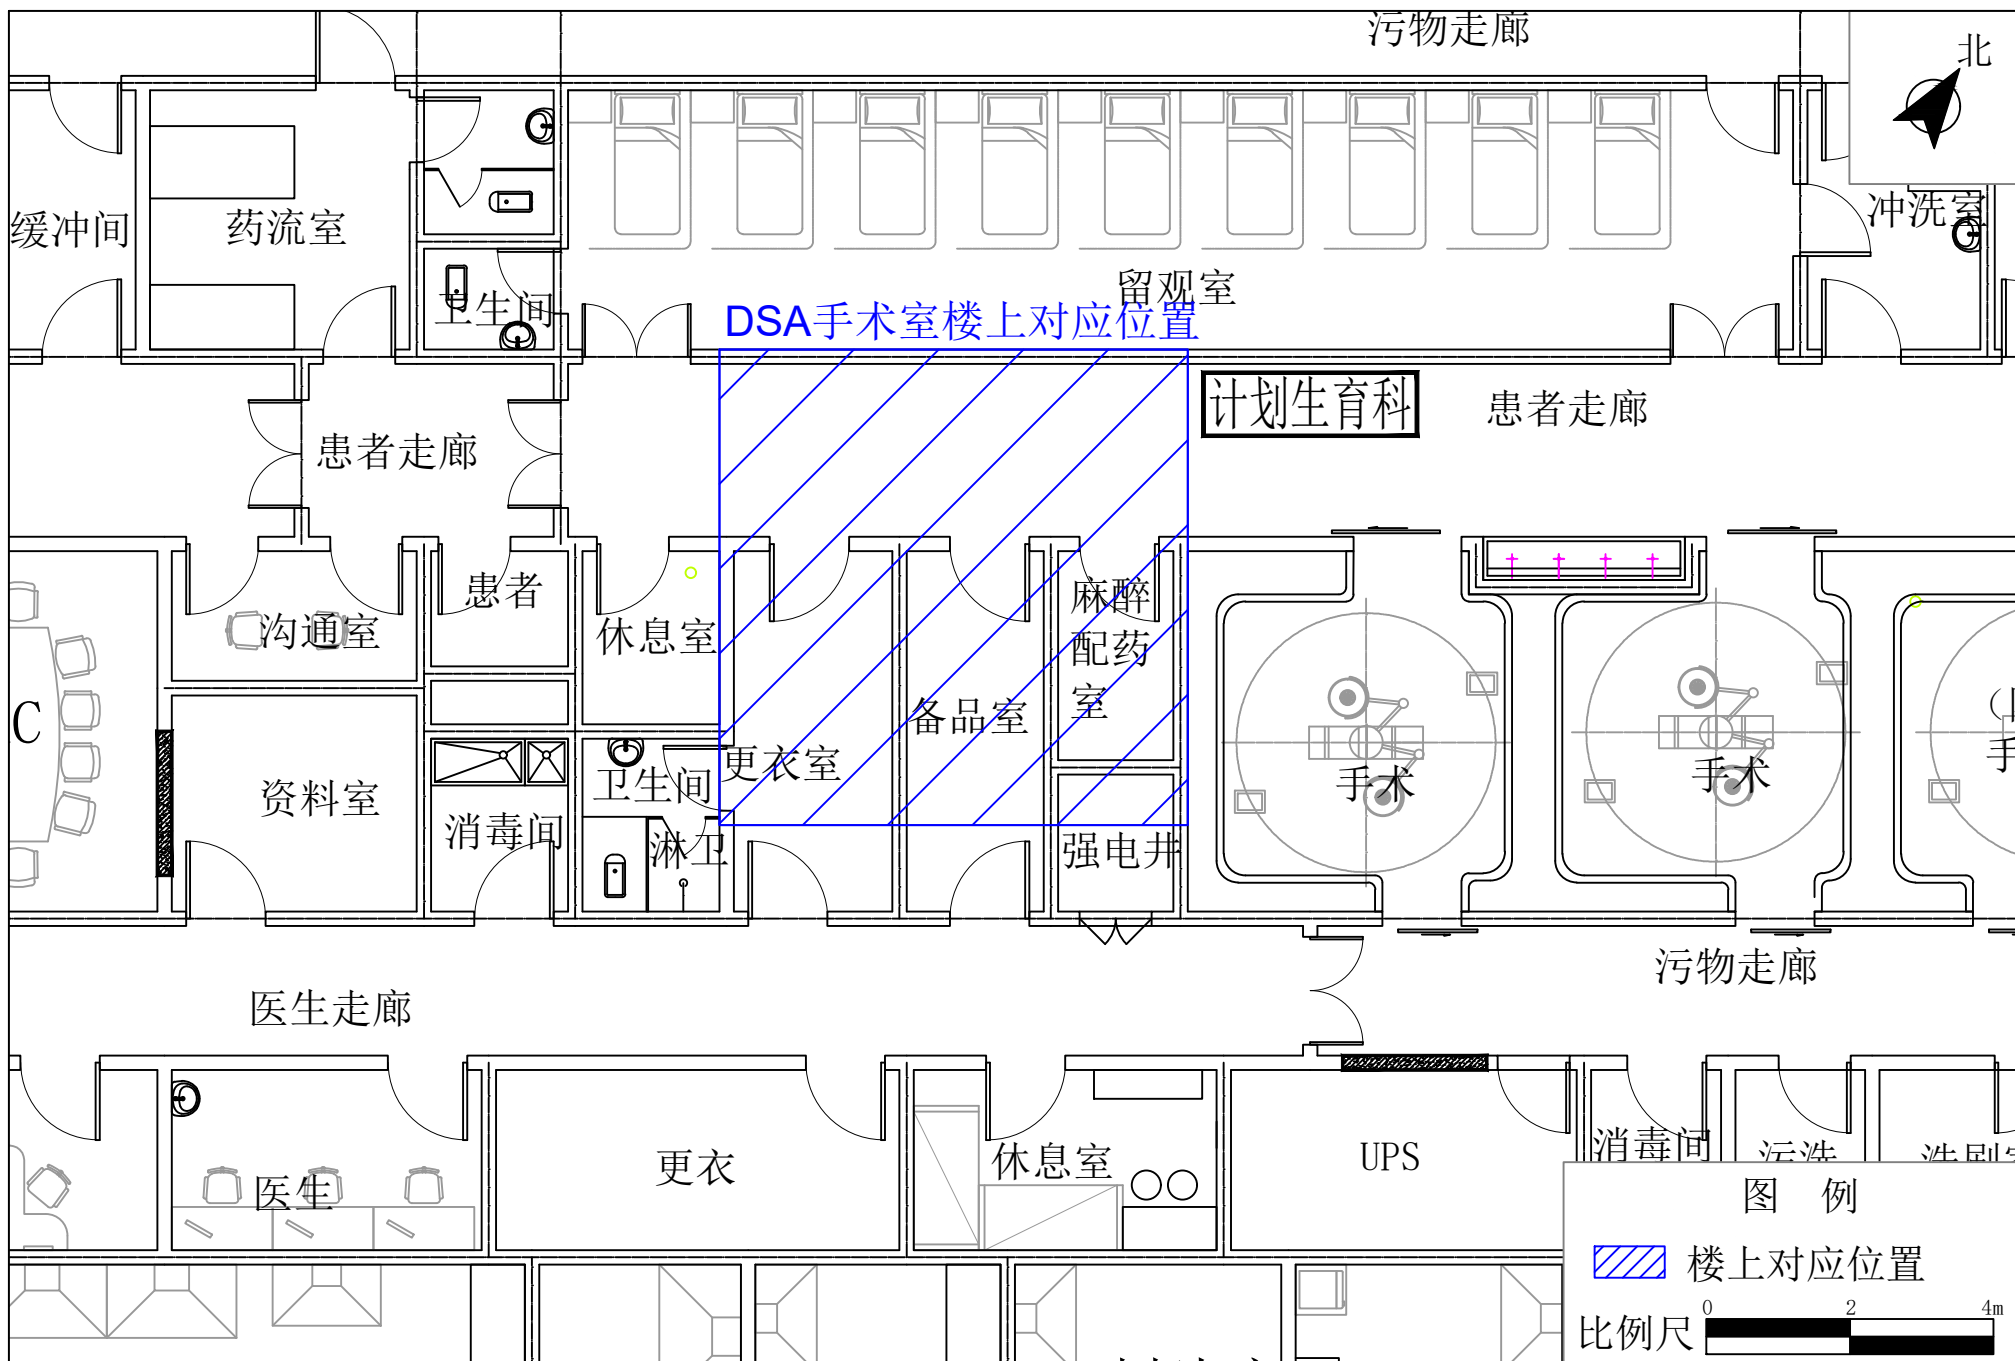 污物走廊
北
缓冲间
药流室
冲洗室
卫生间
留观室
DSA手术室楼上对应位置
计划生育科
患者走廊
患者走廊
患者
麻醉
配药
室
沟通室
休息室
C
备品室
手术
手术
资料室
卫生间
更衣室
消毒间
淋卫
强电井
污物走廊
医生走廊
医生
更衣
休息室
UPS
消毒间
污洗
洗刷室
图 例
楼上对应位置
0 2 4m
比例尺